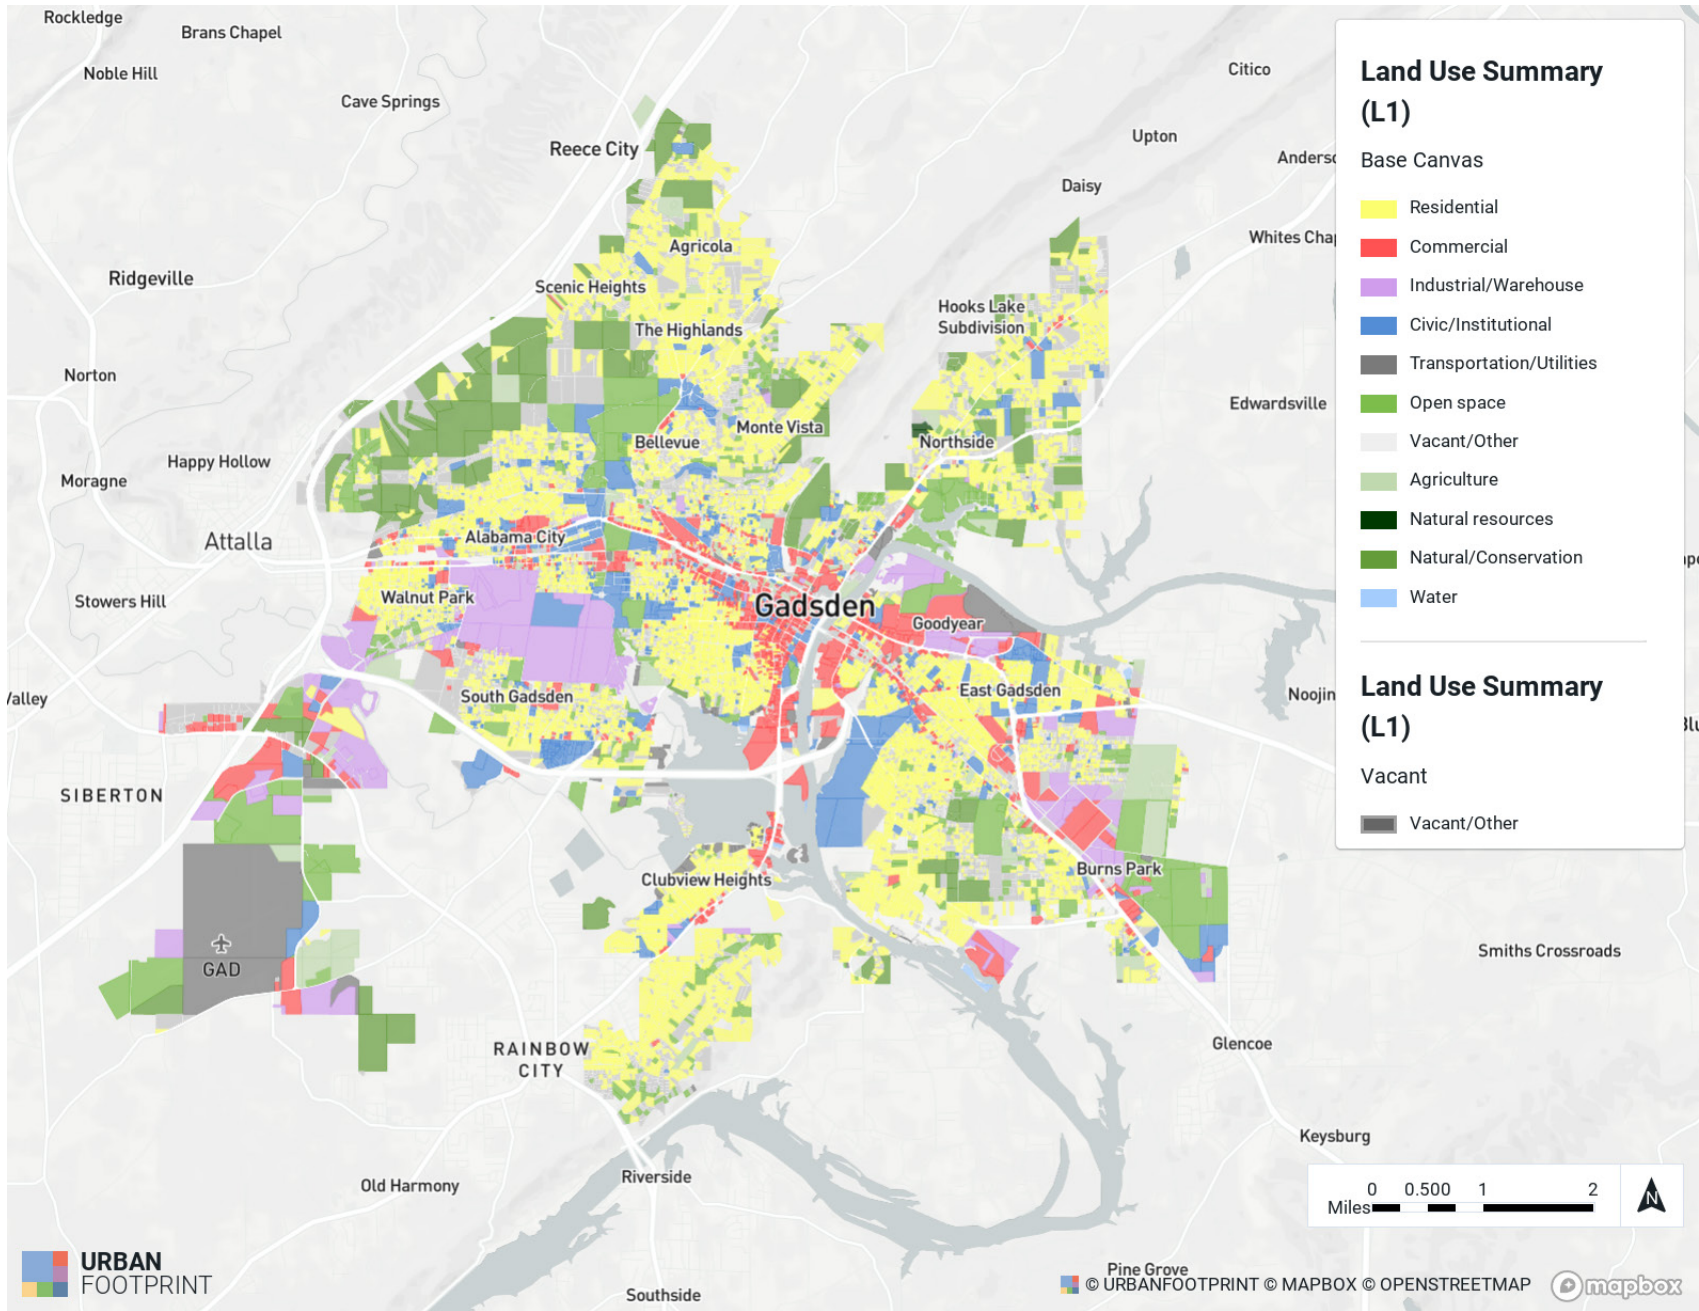 Rockledge
Brans Chapel
Noble Hill
Cave Springs
Reece City
Citico
Upton
Daisy
Whites Chap
Ridgeville
Agricola
Scenic Heights
Hooks Lake
Subdivision
The Highlands
Norton
Edwardsville
Monte Vista
Bellevue
Northside
Happy Hollow
Moragne
Attalla
Alabama City
Walnut Park
Stowers Hill
Gadsden
Goodyear
South Gadsden
East Gadsden
Noojin
SIBERTON
Clubview Heights
Burns Park
GAD
Smiths Crossroads
RAINBOW
CITY
Glencoe
Keysburg
Old Harmony
Riverside
Pine Grove
Southside
Land Use Summary
(L1)
Base Canvas
Residential
Commercial
Industrial/Warehouse
Civic/Institutional
Transportation/Utilities
Open space
Vacant/Other
Agriculture
Natural resources
Natural/Conservation
Water
Land Use Summary
(L1)
Vacant
Vacant/Other
0 0.500 1 2
Miles
N
URBAN
FOOTPRINT
© URBANFOOTPRINT © MAPBOX © OPENSTREETMAP
mapbox